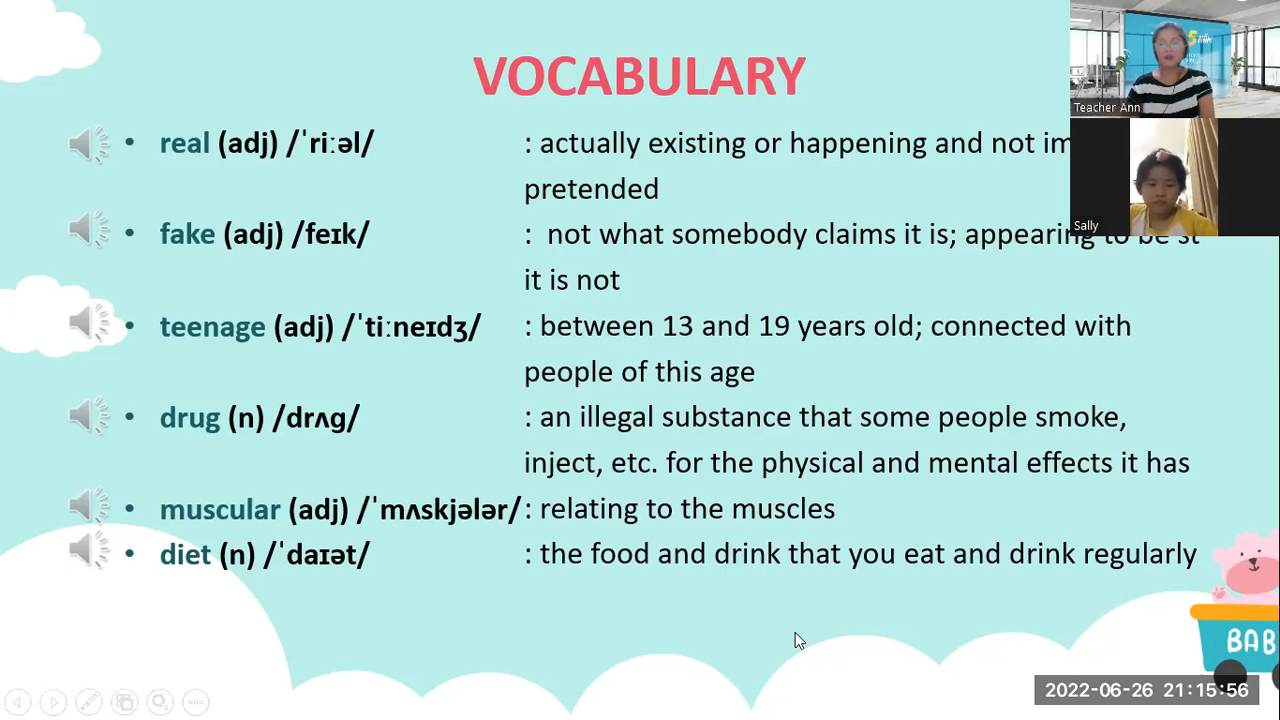 VOCABULARY
• real (adj) /ˈriːəl/ : actually existing or happening and not
pretended
• fake (adj) /feɪk/ : not what somebody claims it is; appearing to be
it is not
• teenage (adj) /ˈtiːneɪdʒ/ : between 13 and 19 years old; connected with
people of this age
• drug (n) /drʌg/ : an illegal substance that some people smoke,
inject, etc. for the physical and mental effects it has
• muscular (adj) /ˈmʌskjələr/ : relating to the muscles
• diet (n) /ˈdaɪət/ : the food and drink that you eat and drink regularly
Teacher Ann
Sally
BAB
2022-06-26 21:15:56